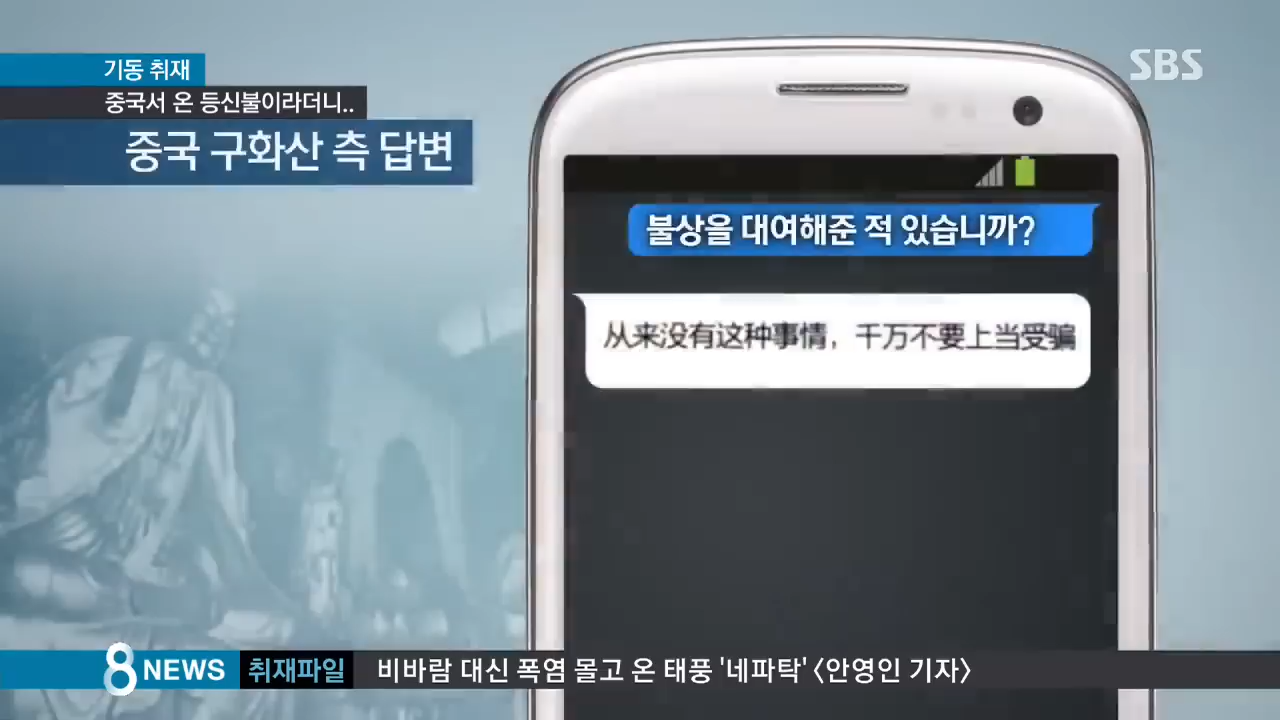 기동 취재
SBS
중국서 온 등신불이라더니..
중국 구화산 측 답변
불상을 대여해준 적 있습니까?
从来没有这种事情，千万不要上当受骗
8 NEWS 취재파일 비바람 대신 폭염 몰고 온 태풍 '네파탁' <안영인 기자>